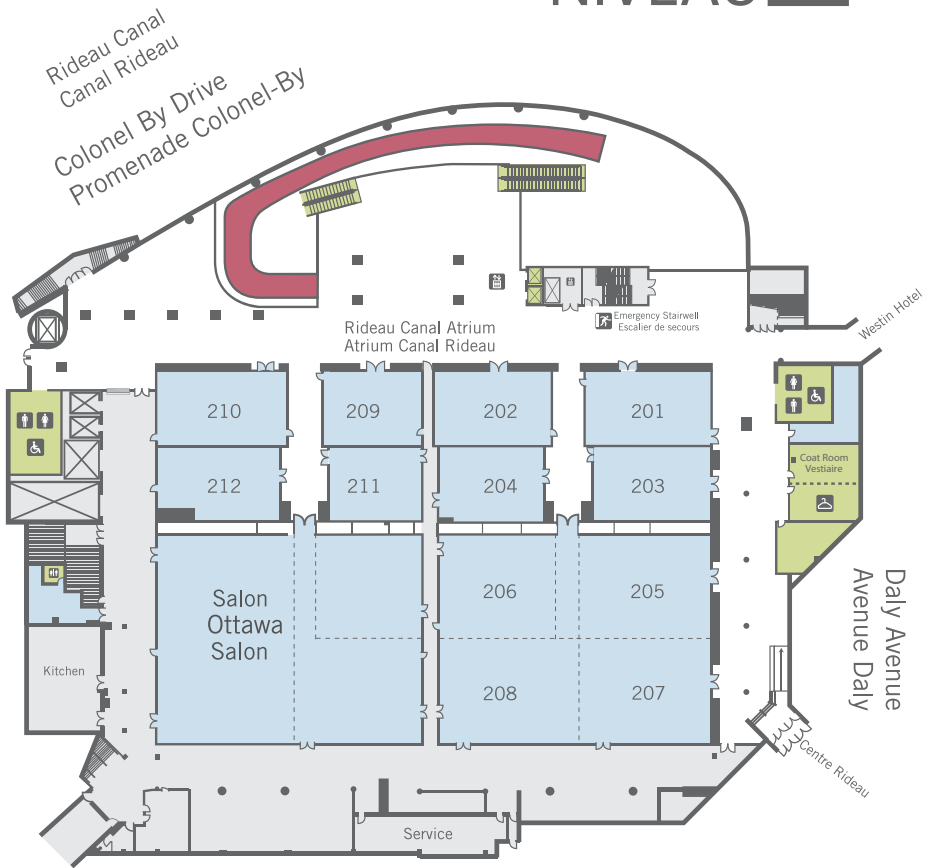 NIVEAU
Rideau Canal
Canal Rideau
Colonel By Drive
Promenade Colonel-By
Emergency Stairwell
Escalier de secours
Westin Hotel
Rideau Canal Atrium
Atrium Canal Rideau
210
209
202
201
212
211
204
203
Coat Room
Vestiaire
Salon
Ottawa
Salon
206
205
208
207
Kitchen
Daly Avenue
Avenue Daly
Centre Rideau
Service